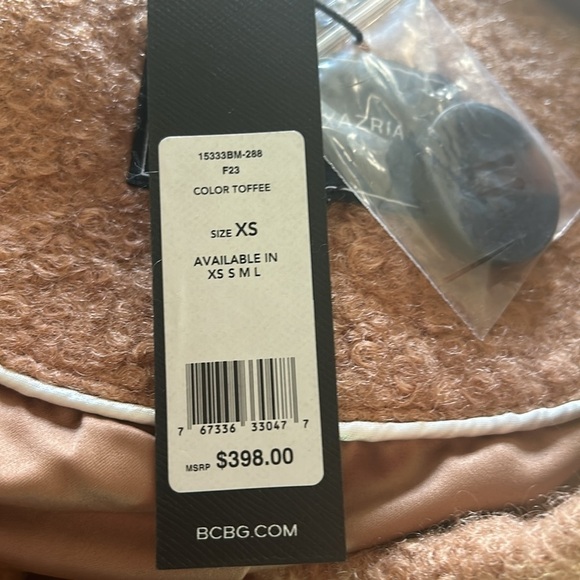 AZRIA
15333BM-288
F23
COLOR TOFFEE
SIZE XS
AVAILABLE IN
XS S M L
7 67336 33047 7
MSRP $398.00
BCBG.COM